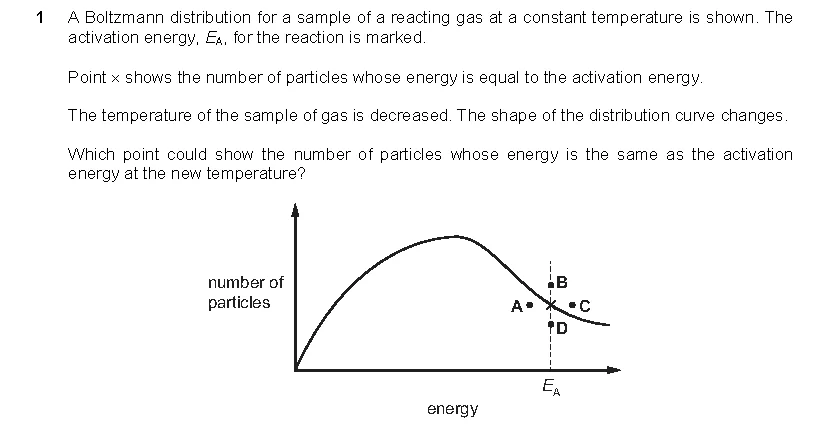 1 A Boltzmann distribution for a sample of a reacting gas at a constant temperature is shown. The
activation energy, EA, for the reaction is marked.
Point × shows the number of particles whose energy is equal to the activation energy.
The temperature of the sample of gas is decreased. The shape of the distribution curve changes.
Which point could show the number of particles whose energy is the same as the activation
energy at the new temperature?
number of
particles
B
A
C
D
EA
energy